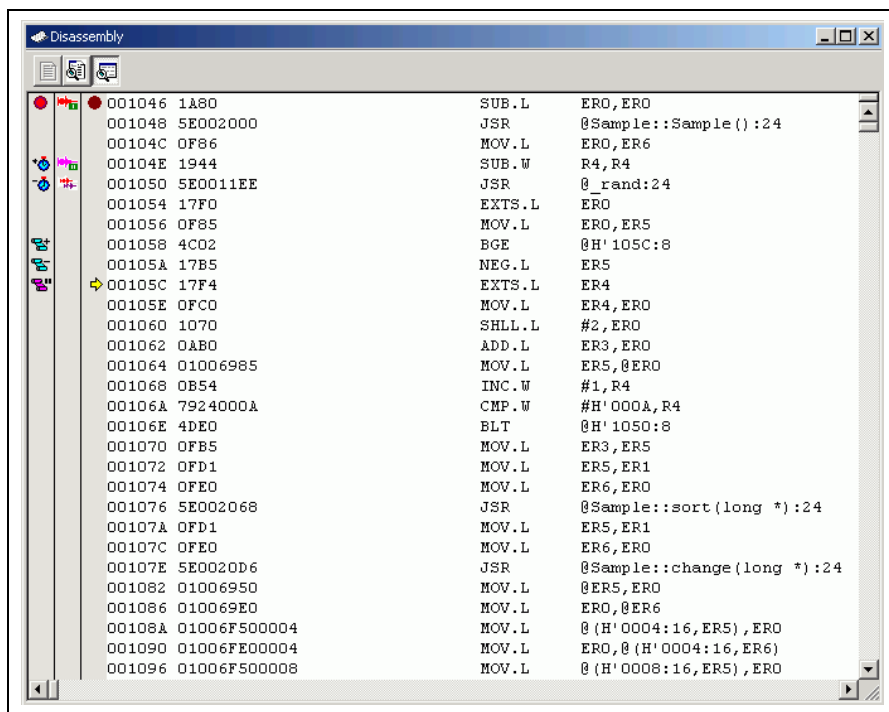 Disassembly
001046 1A80 SUB.L ER0,ER0
001048 5E002000 JSR @Sample::Sample():24
00104C 0F86 MOV.L ER0,ER6
00104E 1944 SUB.W R4,R4
001050 5E0011EE JSR @_rand:24
001054 17F0 EXTS.L ER0
001056 0F85 MOV.L ER0,ER5
001058 4C02 BGE @H'105C:8
00105A 17B5 NEG.L ER5
00105C 17F4 EXTS.L ER4
00105E 0FC0 MOV.L ER4,ER0
001060 1070 SHLL.L #2,ER0
001062 0AB0 ADD.L ER3,ER0
001064 01006985 MOV.L ER5,@ER0
001068 0B54 INC.W #1,R4
00106A 7924000A CMP.W #H'000A,R4
00106E 4DE0 BLT @H'1050:8
001070 0FB5 MOV.L ER3,ER5
001072 0FD1 MOV.L ER5,ER1
001074 0FE0 MOV.L ER6,ER0
001076 5E002068 JSR @Sample::sort(long *):24
00107A 0FD1 MOV.L ER5,ER1
00107C 0FE0 MOV.L ER6,ER0
00107E 5E0020D6 JSR @Sample::change(long *):24
001082 01006950 MOV.L @ER5,ER0
001086 010069E0 MOV.L ER0,@ER6
00108A 01006F500004 MOV.L @(H'0004:16,ER5),ER0
001090 01006FE00004 MOV.L ER0,@(H'0004:16,ER6)
001096 01006F500008 MOV.L @(H'0008:16,ER5),ER0